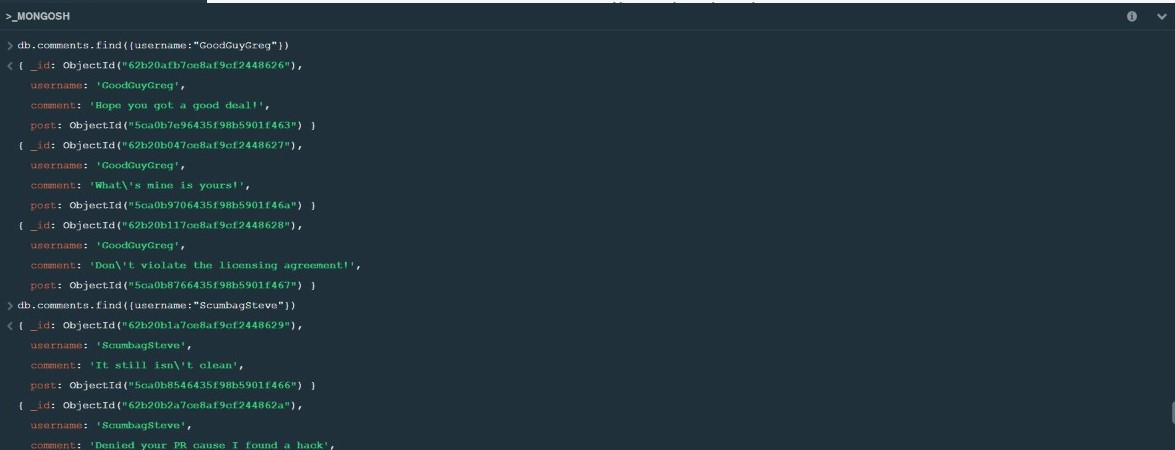 >_MONGOSH
> db.comments.find({username:"GoodGuyGreg"})
< { _id: ObjectId("62b20afb7ce8af9cf2448626"),
username: 'GoodGuyGreg',
comment: 'Hope you got a good deal!',
post: ObjectId("5ca0b7e96435f98b5901f463") }
{ _id: ObjectId("62b20b047ce8af9cf2448627"),
username: 'GoodGuyGreg',
comment: 'What\'s mine is yours!',
post: ObjectId("5ca0b9706435f98b5901f46a") }
{ _id: ObjectId("62b20b117ce8af9cf2448628"),
username: 'GoodGuyGreg',
comment: 'Don\'t violate the licensing agreement!',
post: ObjectId("5ca0b8766435f98b5901f467") }
> db.comments.find({username:"ScumbagSteve"})
< { _id: ObjectId("62b20b1a7ce8af9cf2448629"),
username: 'ScumbagSteve',
comment: 'It still isn\'t clean',
post: ObjectId("5ca0b8546435f98b5901f466") }
{ _id: ObjectId("62b20b2a7ce8af9cf244862a"),
username: 'ScumbagSteve',
comment: 'Denied your PR cause I found a hack',